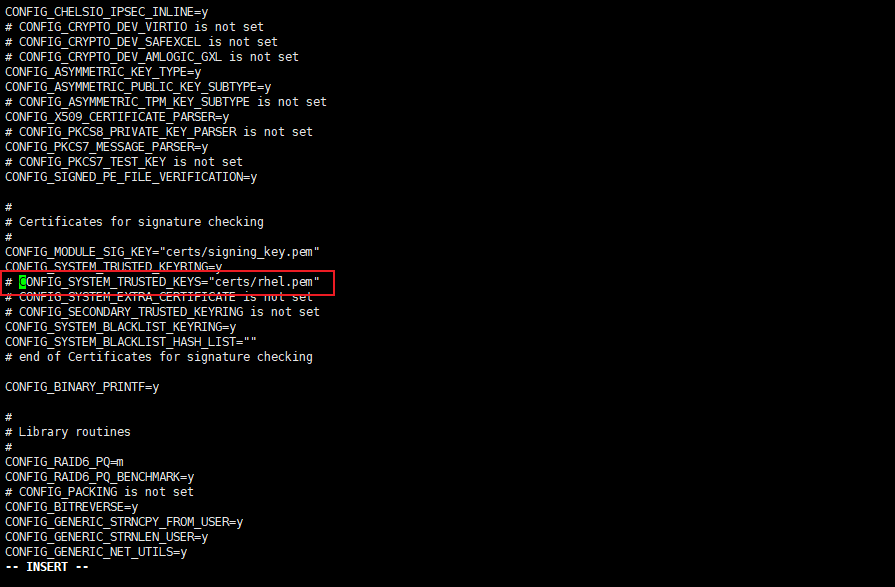 CONFIG_CHELSIO_IPSEC_INLINE=y
# CONFIG_CRYPTO_DEV_VIRTIO is not set
# CONFIG_CRYPTO_DEV_SAFEXCEL is not set
# CONFIG_CRYPTO_DEV_AMLOGIC_GXL is not set
CONFIG_ASYMMETRIC_KEY_TYPE=y
CONFIG_ASYMMETRIC_PUBLIC_KEY_SUBTYPE=y
# CONFIG_ASYMMETRIC_TPM_KEY_SUBTYPE is not set
CONFIG_X509_CERTIFICATE_PARSER=y
# CONFIG_PKCS8_PRIVATE_KEY_PARSER is not set
CONFIG_PKCS7_MESSAGE_PARSER=y
# CONFIG_PKCS7_TEST_KEY is not set
CONFIG_SIGNED_PE_FILE_VERIFICATION=y
#
# Certificates for signature checking
#
CONFIG_MODULE_SIG_KEY="certs/signing_key.pem"
CONFIG_SYSTEM_TRUSTED_KEYRING=y
# CONFIG_SYSTEM_TRUSTED_KEYS="certs/rhel.pem"
# CONFIG_SYSTEM_EXTRA_CERTIFICATE is not set
# CONFIG_SECONDARY_TRUSTED_KEYRING is not set
CONFIG_SYSTEM_BLACKLIST_KEYRING=y
CONFIG_SYSTEM_BLACKLIST_HASH_LIST=""
# end of Certificates for signature checking
CONFIG_BINARY_PRINTF=y
#
# Library routines
#
CONFIG_RAID6_PQ=m
CONFIG_RAID6_PQ_BENCHMARK=y
# CONFIG_PACKING is not set
CONFIG_BITREVERSE=y
CONFIG_GENERIC_STRNCPY_FROM_USER=y
CONFIG_GENERIC_STRNLEN_USER=y
CONFIG_GENERIC_NET_UTILS=y
-- INSERT --